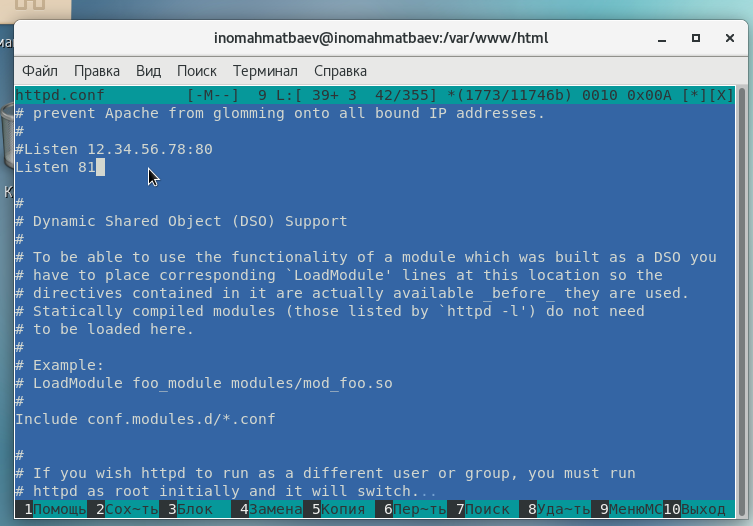 inomahmatbaev@inomahmatbaev:/var/www/html
Файл Правка Вид Поиск Терминал Справка
httpd.conf [-M--] 9 L:[ 39+ 3 42/355] *(1773/11746b) 0010 0x00A [*][X]
# prevent Apache from glomming onto all bound IP addresses.
#
#Listen 12.34.56.78:80
Listen 81
#
# Dynamic Shared Object (DSO) Support
#
# To be able to use the functionality of a module which was built as a DSO you
# have to place corresponding `LoadModule' lines at this location so the
# directives contained in it are actually available _before_ they are used.
# Statically compiled modules (those listed by `httpd -l') do not need
# to be loaded here.
#
# Example:
# LoadModule foo_module modules/mod_foo.so
#
Include conf.modules.d/*.conf
#
# If you wish httpd to run as a different user or group, you must run
# httpd as root initially and it will switch...
1Помощь 2Сох~ть 3Блок 4Замена 5Копия 6Пер~ть 7Поиск 8Уда~ть 9МенюMC 10Выход